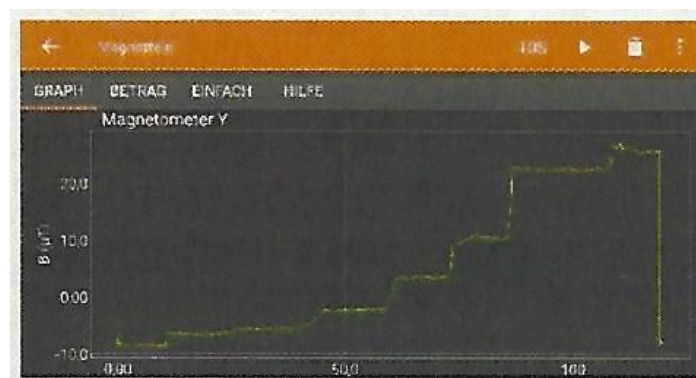 Magnetfeld
GRAPH BETRAG EINFACH HILFE
Magnetometer Y
20,0
10,0
B (µT)
0,00
-10,0
0,00 50,0 100